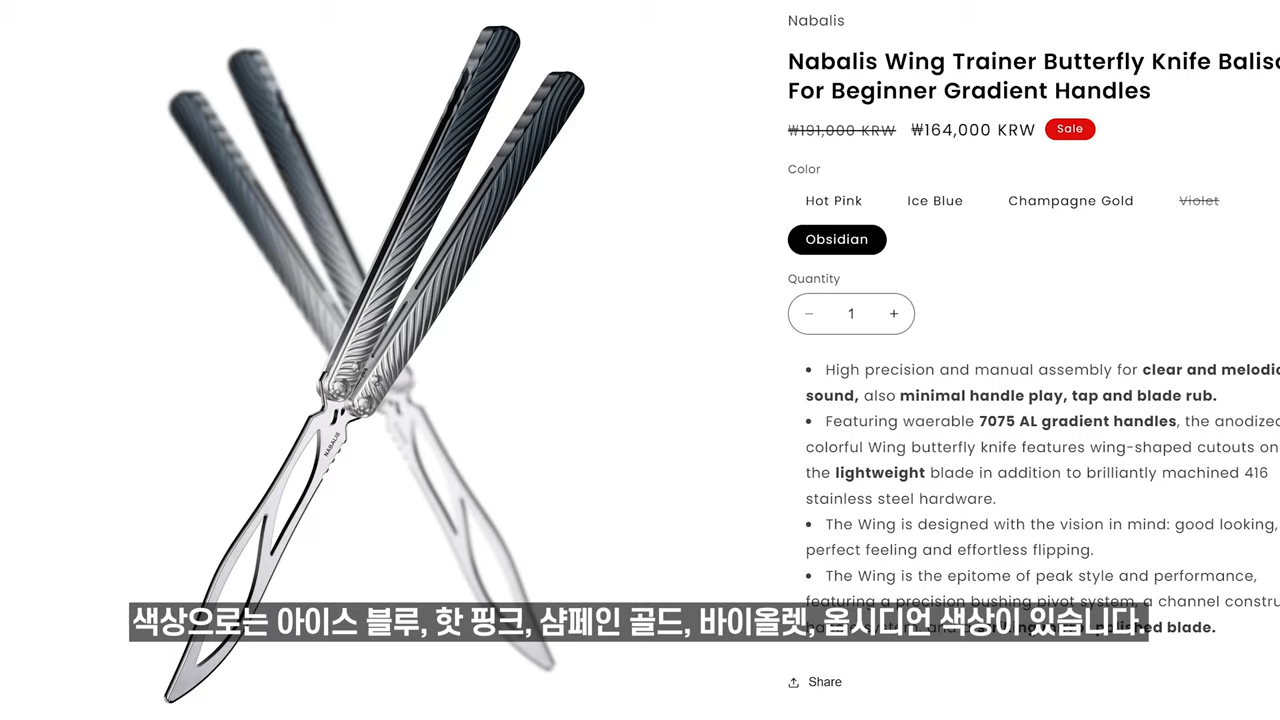 Nabalis
Nabalis Wing Trainer Butterfly Knife
For Beginner Gradient Handles
₩191,000 KRW ₩164,000 KRW Sale
Color
Hot Pink Ice Blue Champagne Gold Violet
Obsidian
Quantity
− 1 +
High precision and manual assembly for clear and
sound, also minimal handle play, tap and blade rub.
Featuring waerable 7075 AL gradient handles, the
colorful Wing butterfly knife features wing-shaped cutouts on
the lightweight blade in addition to brilliantly machined 416
stainless steel hardware.
The Wing is designed with the vision in mind: good looking,
perfect feeling and effortless flipping.
The Wing is the epitome of peak style and performance,
featuring a precision bushing pivot system, a channel
blade.
색상으로는 아이스 블루, 핫 핑크, 샴페인 골드, 바이올렛, 옵시디언 색상이 있습니다.
Share
NABALIS